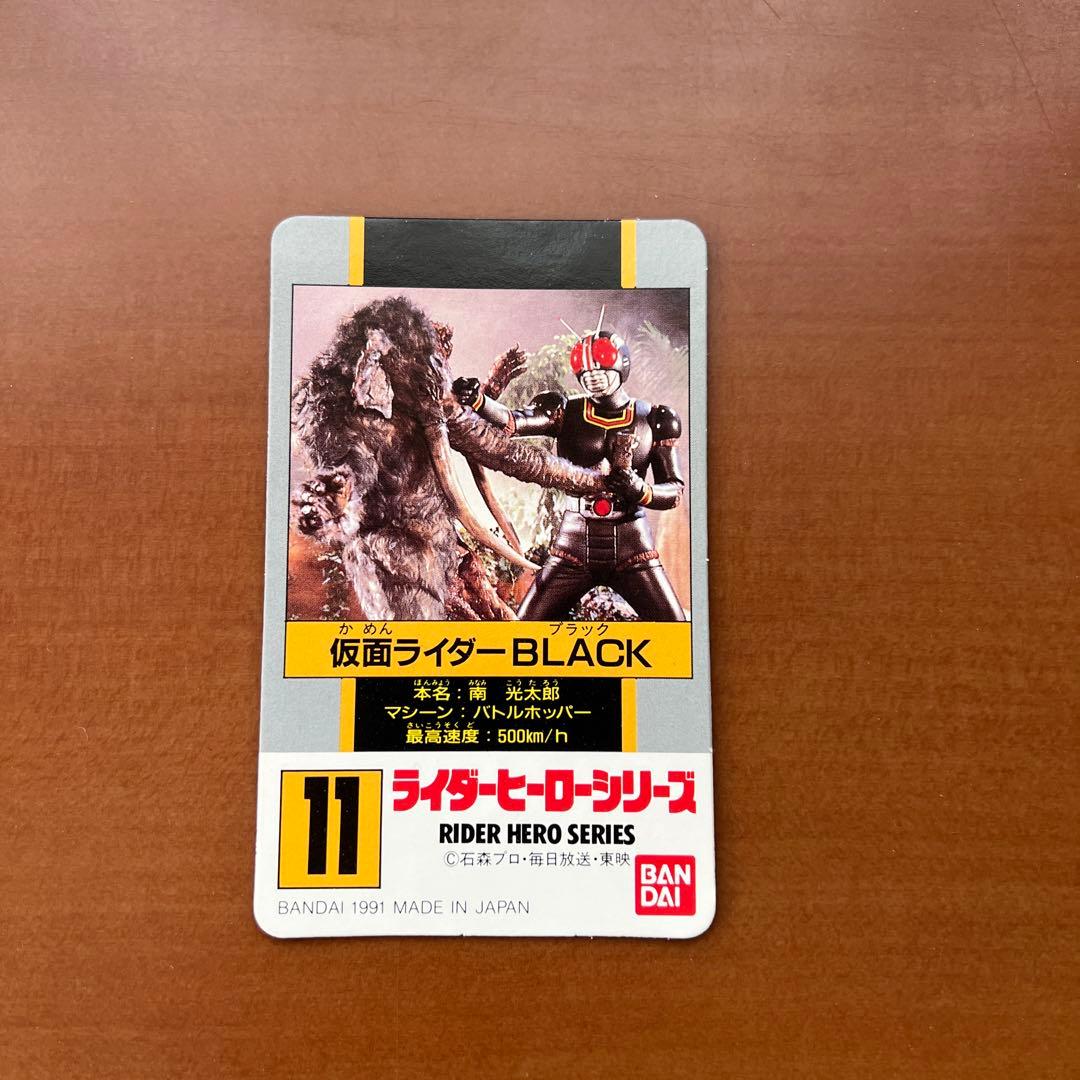 かめん ブラック
仮面ライダーBLACK
ほんみょう みなみ こうたろう
本名：南 光太郎
マシーン：バトルホッパー
さいこうそくど
最高速度：500km/h
11
ライダーヒーローシリーズ
RIDER HERO SERIES
©石森プロ・毎日放送・東映
BANDAI 1991 MADE IN JAPAN
BAN
DAI